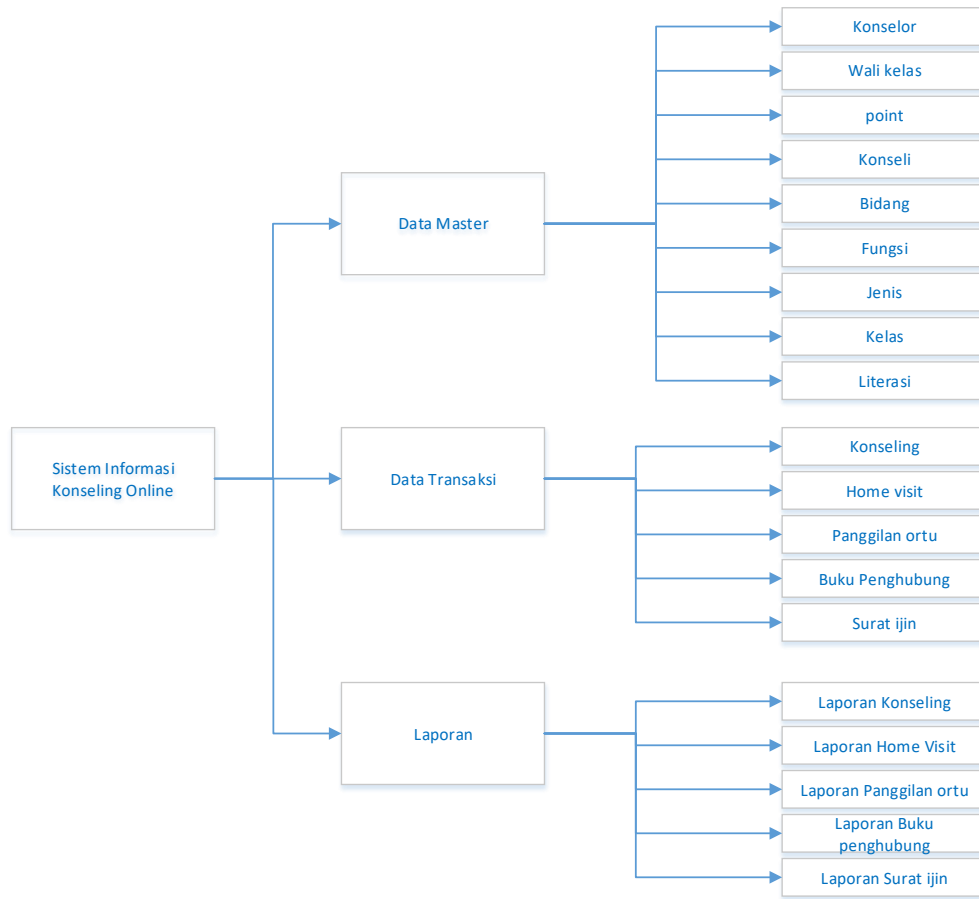 Konselor
Wali kelas
point
Konseli
Data Master
Bidang
Fungsi
Jenis
Kelas
Literasi
Sistem Informasi
Konseling Online
Data Transaksi
Konseling
Home visit
Panggilan ortu
Buku Penghubung
Surat ijin
Laporan
Laporan Konseling
Laporan Home Visit
Laporan Panggilan ortu
Laporan Buku
penghubung
Laporan Surat ijin